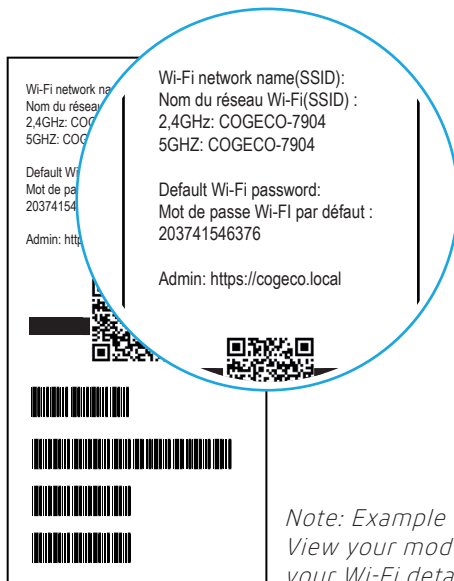 Wi-Fi network na
Nom du réseau
2,4GHz: COG
5GHZ: COG
Default Wi
Mot de pa
20374154
Admin: http
Wi-Fi network name(SSID):
Nom du réseau Wi-Fi(SSID) :
2,4GHz: COGECO-7904
5GHZ: COGECO-7904
Default Wi-Fi password:
Mot de passe Wi-FI par défaut :
203741546376
Admin: https://cogeco.local
Note: Example
View your mod
your Wi-Fi deta